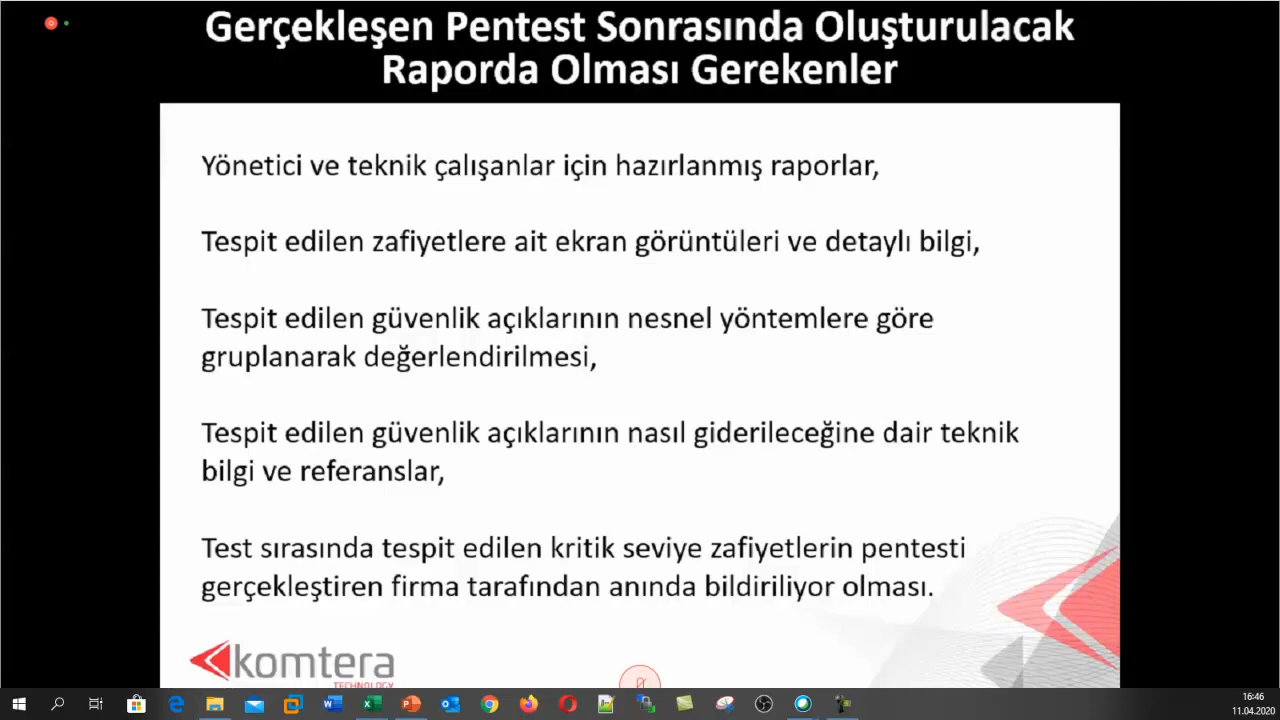 Gerçekleşen Pentest Sonrasında Oluşturulacak
Raporda Olması Gerekenler
Yönetici ve teknik çalışanlar için hazırlanmış raporlar,
Tespit edilen zafiyetlere ait ekran görüntüleri ve detaylı bilgi,
Tespit edilen güvenlik açıklarının nesnel yöntemlere göre
gruplanarak değerlendirilmesi,
Tespit edilen güvenlik açıklarının nasıl giderileceğine dair teknik
bilgi ve referanslar,
Test sırasında tespit edilen kritik seviye zafiyetlerin pentesti
gerçekleştiren firma tarafından anında bildiriliyor olması.
komtera
TECHNOLOGY
16:46
11.04.2020